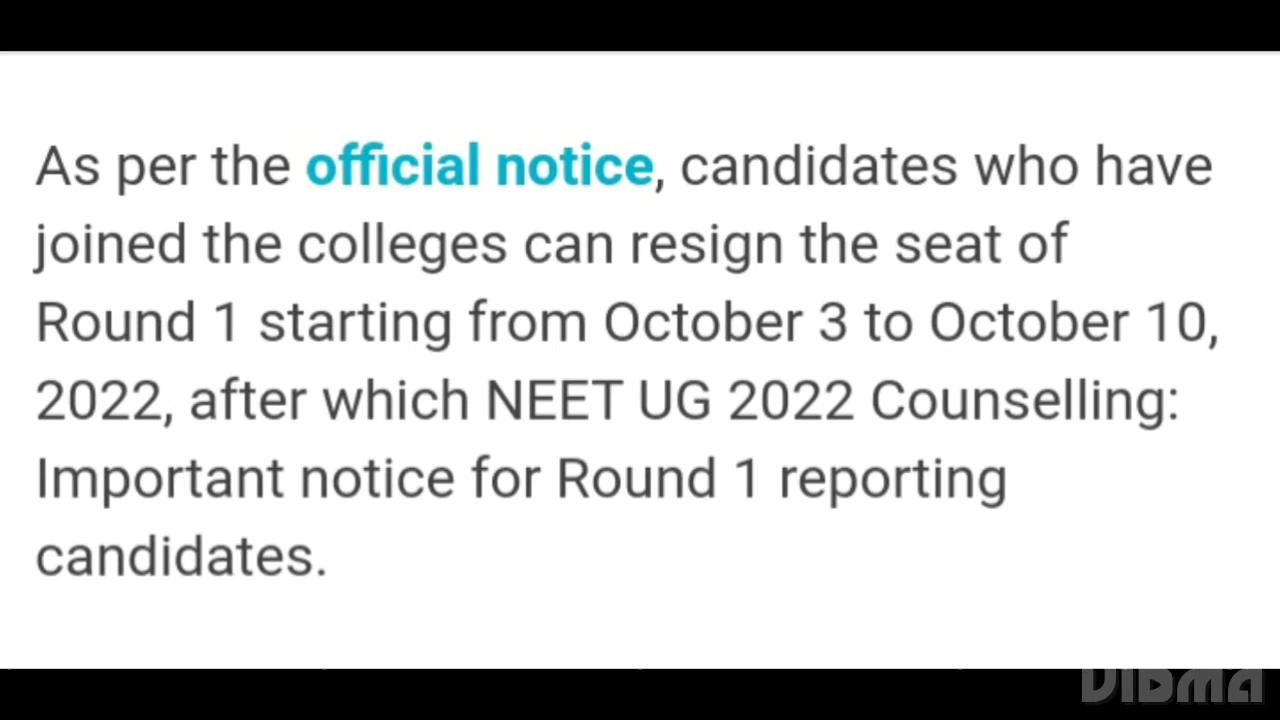 As per the official notice, candidates who have
joined the colleges can resign the seat of
Round 1 starting from October 3 to October 10,
2022, after which NEET UG 2022 Counselling:
Important notice for Round 1 reporting
candidates.